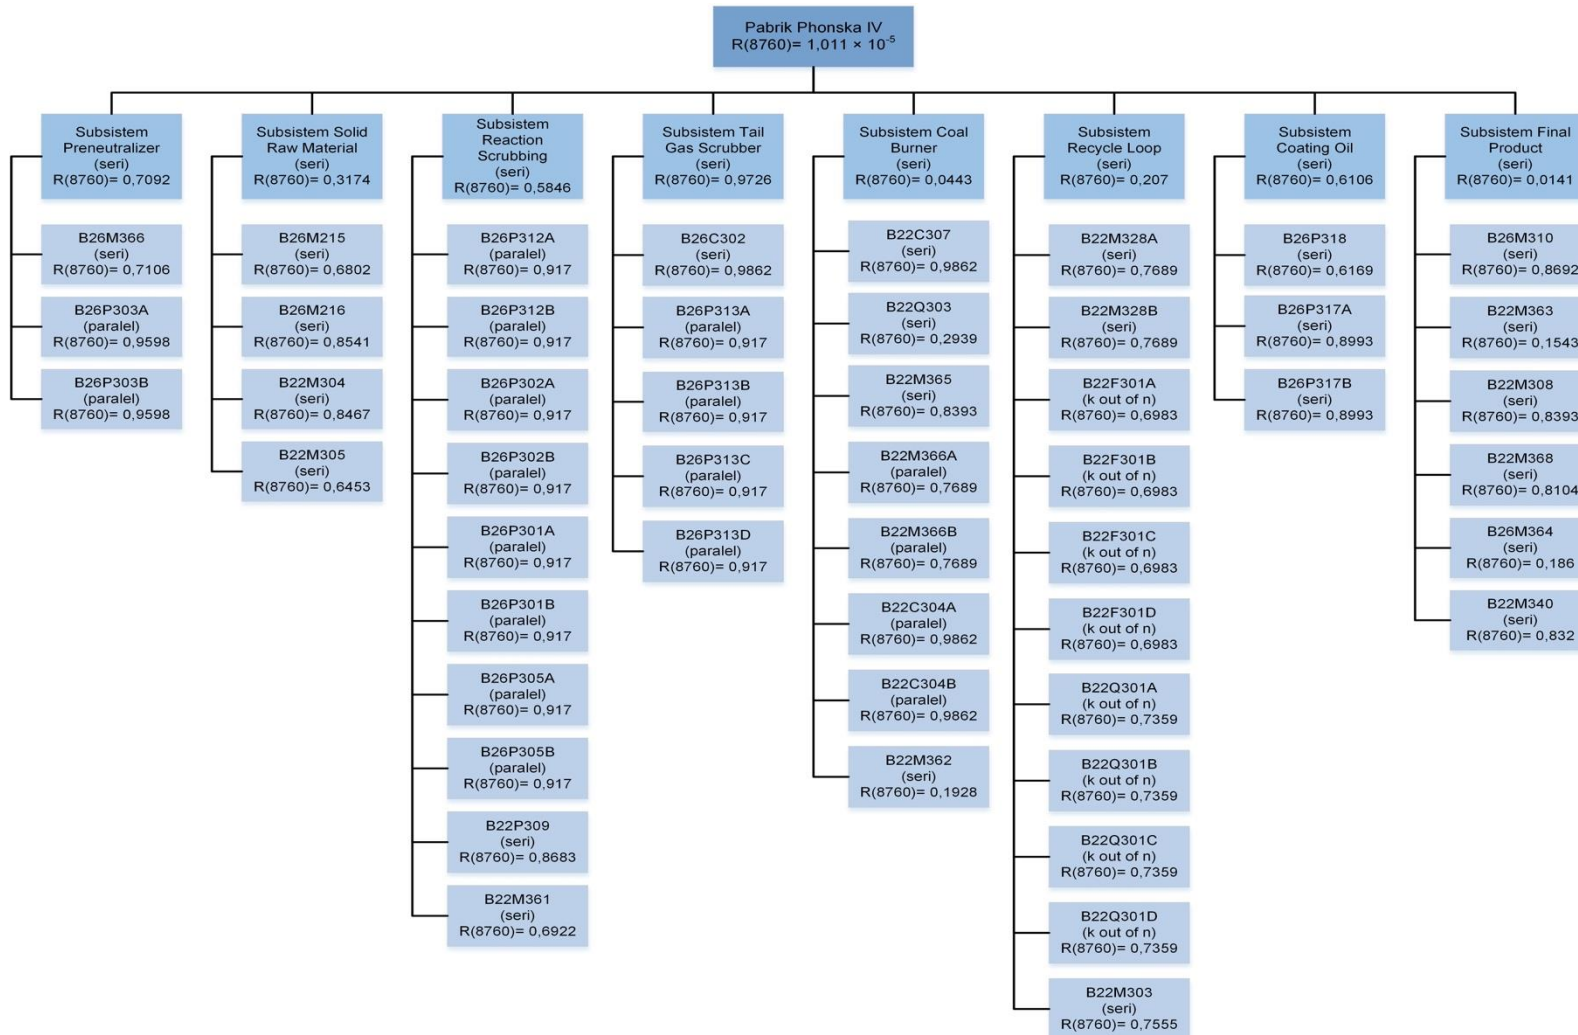 Pabrik Phonska IV
R(8760)= 1,011 × 10⁻⁵
Subsistem
Preneutralizer
(seri)
R(8760)= 0,7092
B26M366
(seri)
R(8760)= 0,7106
B26P303A
(paralel)
R(8760)= 0,9598
B26P303B
(paralel)
R(8760)= 0,9598
Subsistem Solid
Raw Material
(seri)
R(8760)= 0,3174
B26M215
(seri)
R(8760)= 0,6802
B26M216
(seri)
R(8760)= 0,8541
B22M304
(seri)
R(8760)= 0,8467
B22M305
(seri)
R(8760)= 0,6453
Subsistem
Reaction
Scrubbing
(seri)
R(8760)= 0,5846
B26P312A
(paralel)
R(8760)= 0,917
B26P312B
(paralel)
R(8760)= 0,917
B26P302A
(paralel)
R(8760)= 0,917
B26P302B
(paralel)
R(8760)= 0,917
B26P301A
(paralel)
R(8760)= 0,917
B26P301B
(paralel)
R(8760)= 0,917
B26P305A
(paralel)
R(8760)= 0,917
B26P305B
(paralel)
R(8760)= 0,917
B22P309
(seri)
R(8760)= 0,8683
B22M361
(seri)
R(8760)= 0,6922
Subsistem Tail
Gas Scrubber
(seri)
R(8760)= 0,9726
B26C302
(seri)
R(8760)= 0,9862
B26P313A
(paralel)
R(8760)= 0,917
B26P313B
(paralel)
R(8760)= 0,917
B26P313C
(paralel)
R(8760)= 0,917
B26P313D
(paralel)
R(8760)= 0,917
Subsistem Coal
Burner
(seri)
R(8760)= 0,0443
B22C307
(seri)
R(8760)= 0,9862
B22Q303
(seri)
R(8760)= 0,2939
B22M365
(seri)
R(8760)= 0,8393
B22M366A
(paralel)
R(8760)= 0,7689
B22M366B
(paralel)
R(8760)= 0,7689
B22C304A
(paralel)
R(8760)= 0,9862
B22C304B
(paralel)
R(8760)= 0,9862
B22M362
(seri)
R(8760)= 0,1928
Subsistem
Recycle Loop
(seri)
R(8760)= 0,207
B22M328A
(seri)
R(8760)= 0,7689
B22M328B
(seri)
R(8760)= 0,7689
B22F301A
(k out of n)
R(8760)= 0,6983
B22F301B
(k out of n)
R(8760)= 0,6983
B22F301C
(k out of n)
R(8760)= 0,6983
B22F301D
(k out of n)
R(8760)= 0,6983
B22Q301A
(k out of n)
R(8760)= 0,7359
B22Q301B
(k out of n)
R(8760)= 0,7359
B22Q301C
(k out of n)
R(8760)= 0,7359
B22Q301D
(k out of n)
R(8760)= 0,7359
B22M303
(seri)
R(8760)= 0,7555
Subsistem
Coating Oil
(seri)
R(8760)= 0,6106
B26P318
(seri)
R(8760)= 0,6169
B26P317A
(seri)
R(8760)= 0,8993
B26P317B
(seri)
R(8760)= 0,8993
Subsistem Final
Product
(seri)
R(8760)= 0,0141
B26M310
(seri)
R(8760)= 0,8692
B22M363
(seri)
R(8760)= 0,1543
B22M308
(seri)
R(8760)= 0,8393
B22M368
(seri)
R(8760)= 0,8104
B26M364
(seri)
R(8760)= 0,186
B22M340
(seri)
R(8760)= 0,832